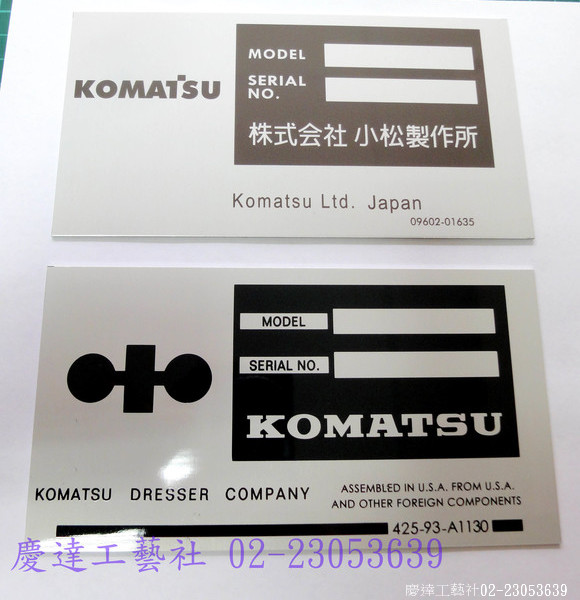 KOMATSU
MODEL
SERIAL
NO.
株式会社 小松製作所
Komatsu Ltd. Japan
09602-01635
MODEL
SERIAL NO.
KOMATSU
KOMATSU DRESSER COMPANY
ASSEMBLED IN U.S.A. FROM U.S.A.
AND OTHER FOREIGN COMPONENTS
425-93-A1130
慶達工藝社 02-23053639
慶達工藝社02-23053639